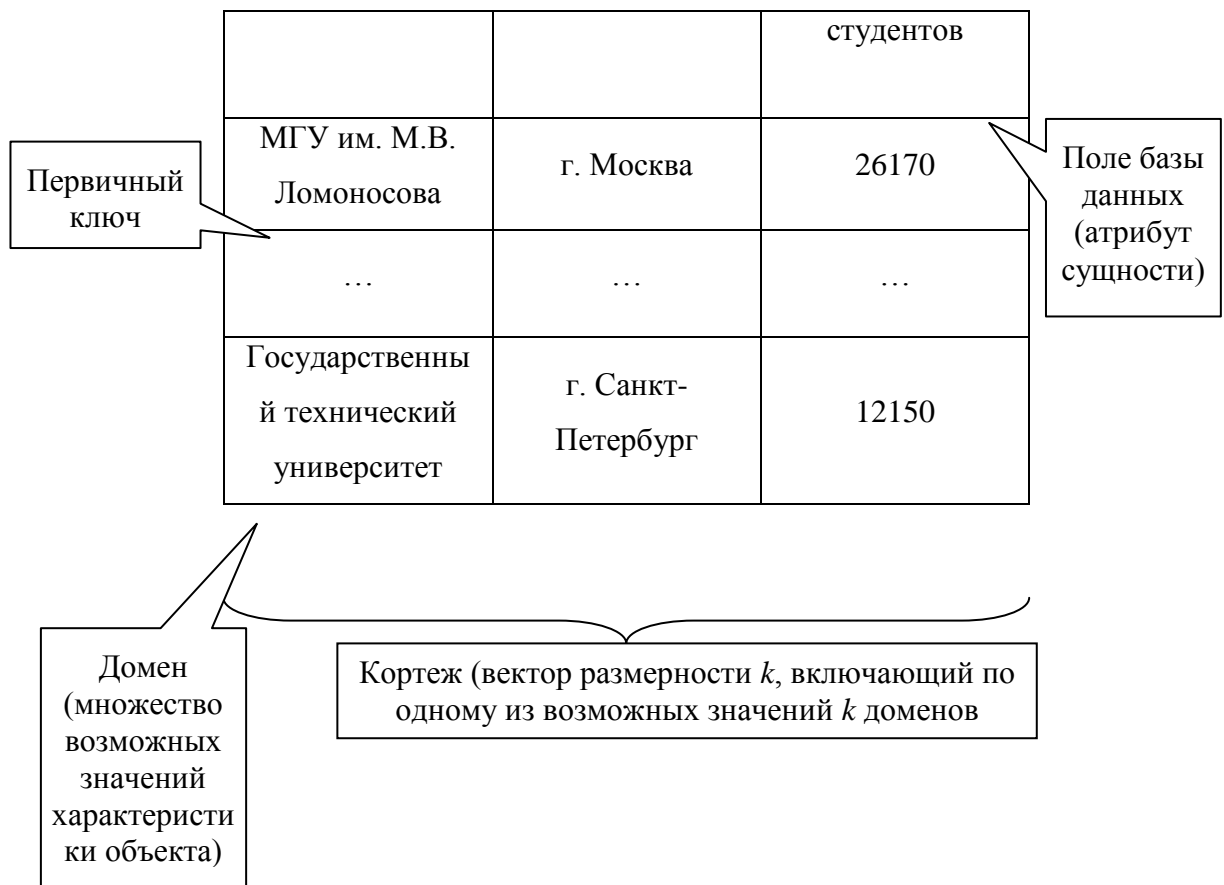 студентов
МГУ им. М.В.
Ломоносова
г. Москва
26170
Первичный
ключ
Поле базы
данных
(атрибут
сущности)
…
…
…
Государственны
й технический
университет
г. Санкт-
Петербург
12150
Домен
(множество
возможных
значений
характеристи
ки объекта)
Кортеж (вектор размерности k, включающий по
одному из возможных значений k доменов